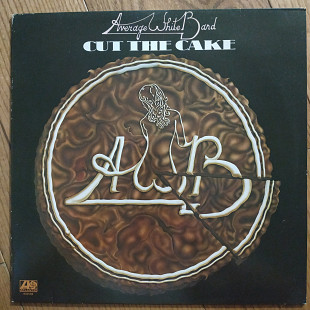 Average White Band
CUT THE CAKE
AWB